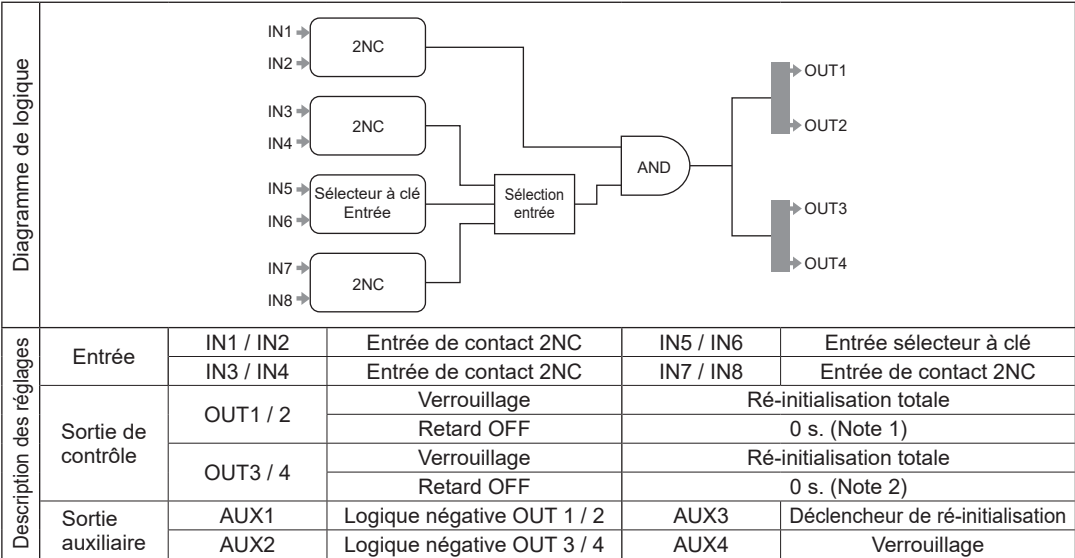 Diagramme de logique
IN1
IN2
2NC
IN3
IN4
2NC
IN5
IN6
Sélecteur à clé
Entrée
IN7
IN8
2NC
Sélection
entrée
AND
OUT1
OUT2
OUT3
OUT4
Description des réglages
Entrée
IN1 / IN2
Entrée de contact 2NC
IN5 / IN6
Entrée sélecteur à clé
IN3 / IN4
Entrée de contact 2NC
IN7 / IN8
Entrée de contact 2NC
Sortie de
contrôle
OUT1 / 2
Verrouillage
Ré-initialisation totale
Retard OFF
0 s. (Note 1)
OUT3 / 4
Verrouillage
Ré-initialisation totale
Retard OFF
0 s. (Note 2)
Sortie
auxiliaire
AUX1
Logique négative OUT 1 / 2
AUX3
Déclencheur de ré-initialisation
AUX2
Logique négative OUT 3 / 4
AUX4
Verrouillage